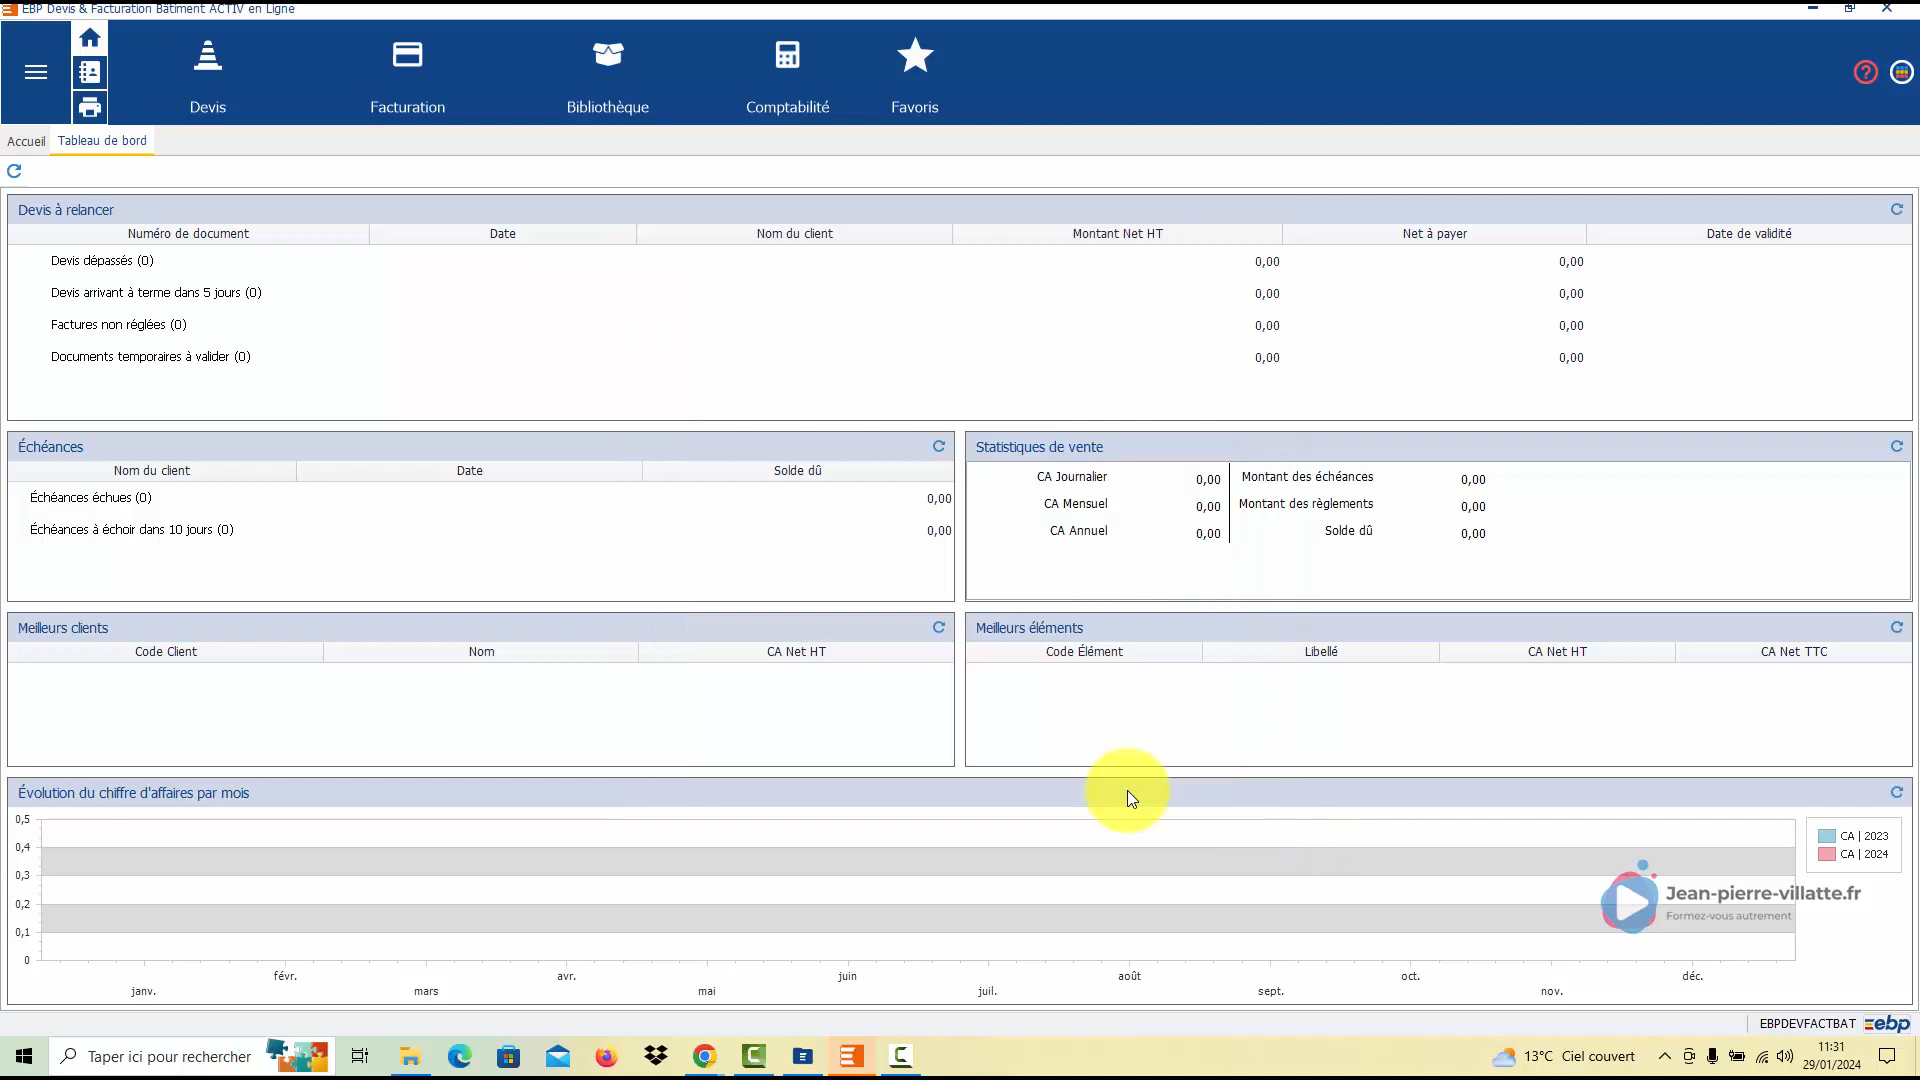 EBP Devis & Facturation Bâtiment ACTIV en Ligne
Devis
Facturation
Bibliothèque
Comptabilité
Favoris
Accueil
Tableau de bord
Devis à relancer
Numéro de document Date Nom du client Montant Net HT Net à payer Date de validité
Devis dépassés (0) 0,00 0,00
Devis arrivant à terme dans 5 jours (0) 0,00 0,00
Factures non réglées (0) 0,00 0,00
Documents temporaires à valider (0) 0,00 0,00
Échéances
Nom du client Date Solde dû
Échéances échues (0) 0,00
Échéances à échoir dans 10 jours (0) 0,00
Statistiques de vente
CA Journalier 0,00 Montant des échéances 0,00
CA Mensuel 0,00 Montant des règlements 0,00
CA Annuel 0,00 Solde dû 0,00
Meilleurs clients
Code Client Nom CA Net HT
Meilleurs éléments
Code Élément Libellé CA Net HT CA Net TTC
Évolution du chiffre d'affaires par mois
0,5
0,4
0,3
0,2
0,1
0
janv. févr. mars avr. mai juin juil. août sept. oct. nov. déc.
CA | 2023
CA | 2024
Jean-pierre-villatte.fr
Formez-vous autrement
EBPDEVFACTBAT ebp
Taper ici pour rechercher
13°C Ciel couvert
11:31
29/01/2024